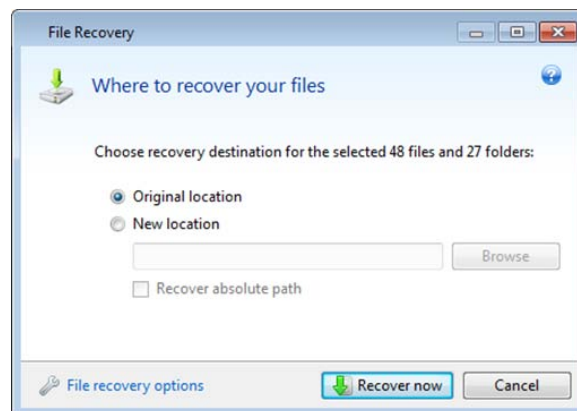 File Recovery
Where to recover your files
Choose recovery destination for the selected 48 files and 27 folders:
Original location
New location
Browse
Recover absolute path
File recovery options
Recover now
Cancel